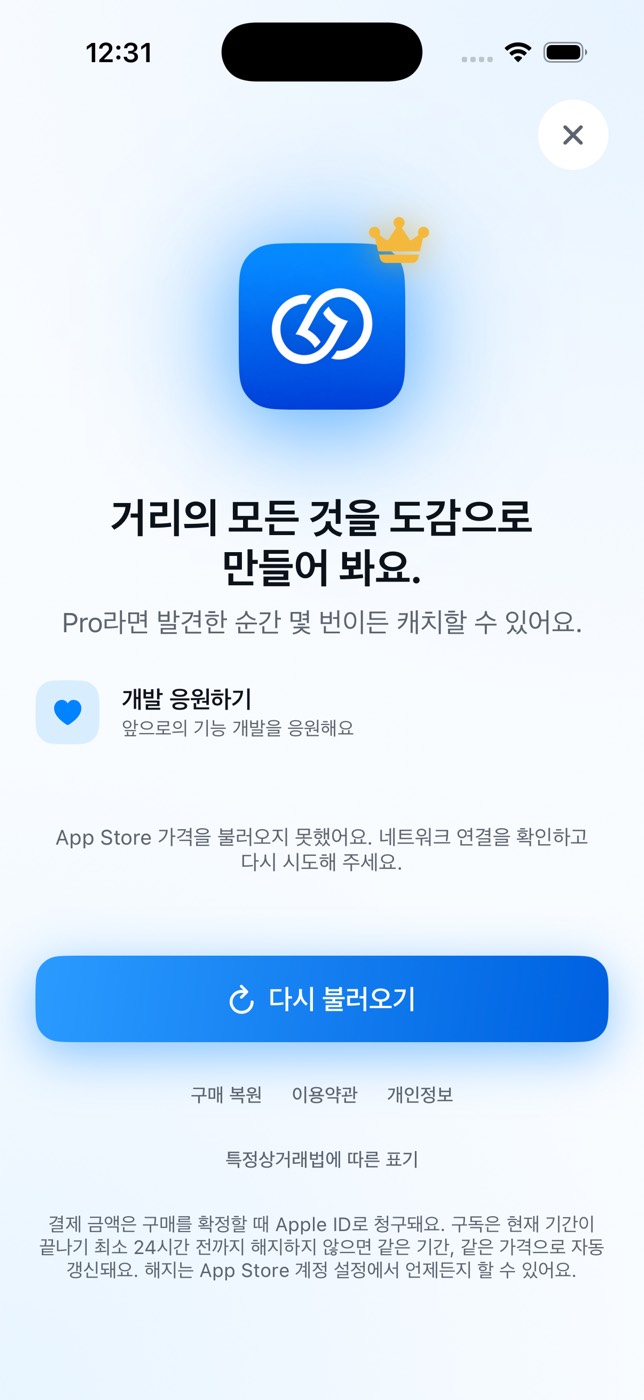 12:31
거리의 모든 것을 도감으로
만들어 봐요.
Pro라면 발견한 순간 몇 번이든 캐치할 수 있어요.
개발 응원하기
앞으로의 기능 개발을 응원해요
App Store 가격을 불러오지 못했어요. 네트워크 연결을 확인하고
다시 시도해 주세요.
다시 불러오기
구매 복원 이용약관 개인정보
특정상거래법에 따른 표기
결제 금액은 구매를 확정할 때 Apple ID로 청구돼요. 구독은 현재 기간이
끝나기 최소 24시간 전까지 해지하지 않으면 같은 기간, 같은 가격으로 자동
갱신돼요. 해지는 App Store 계정 설정에서 언제든지 할 수 있어요.